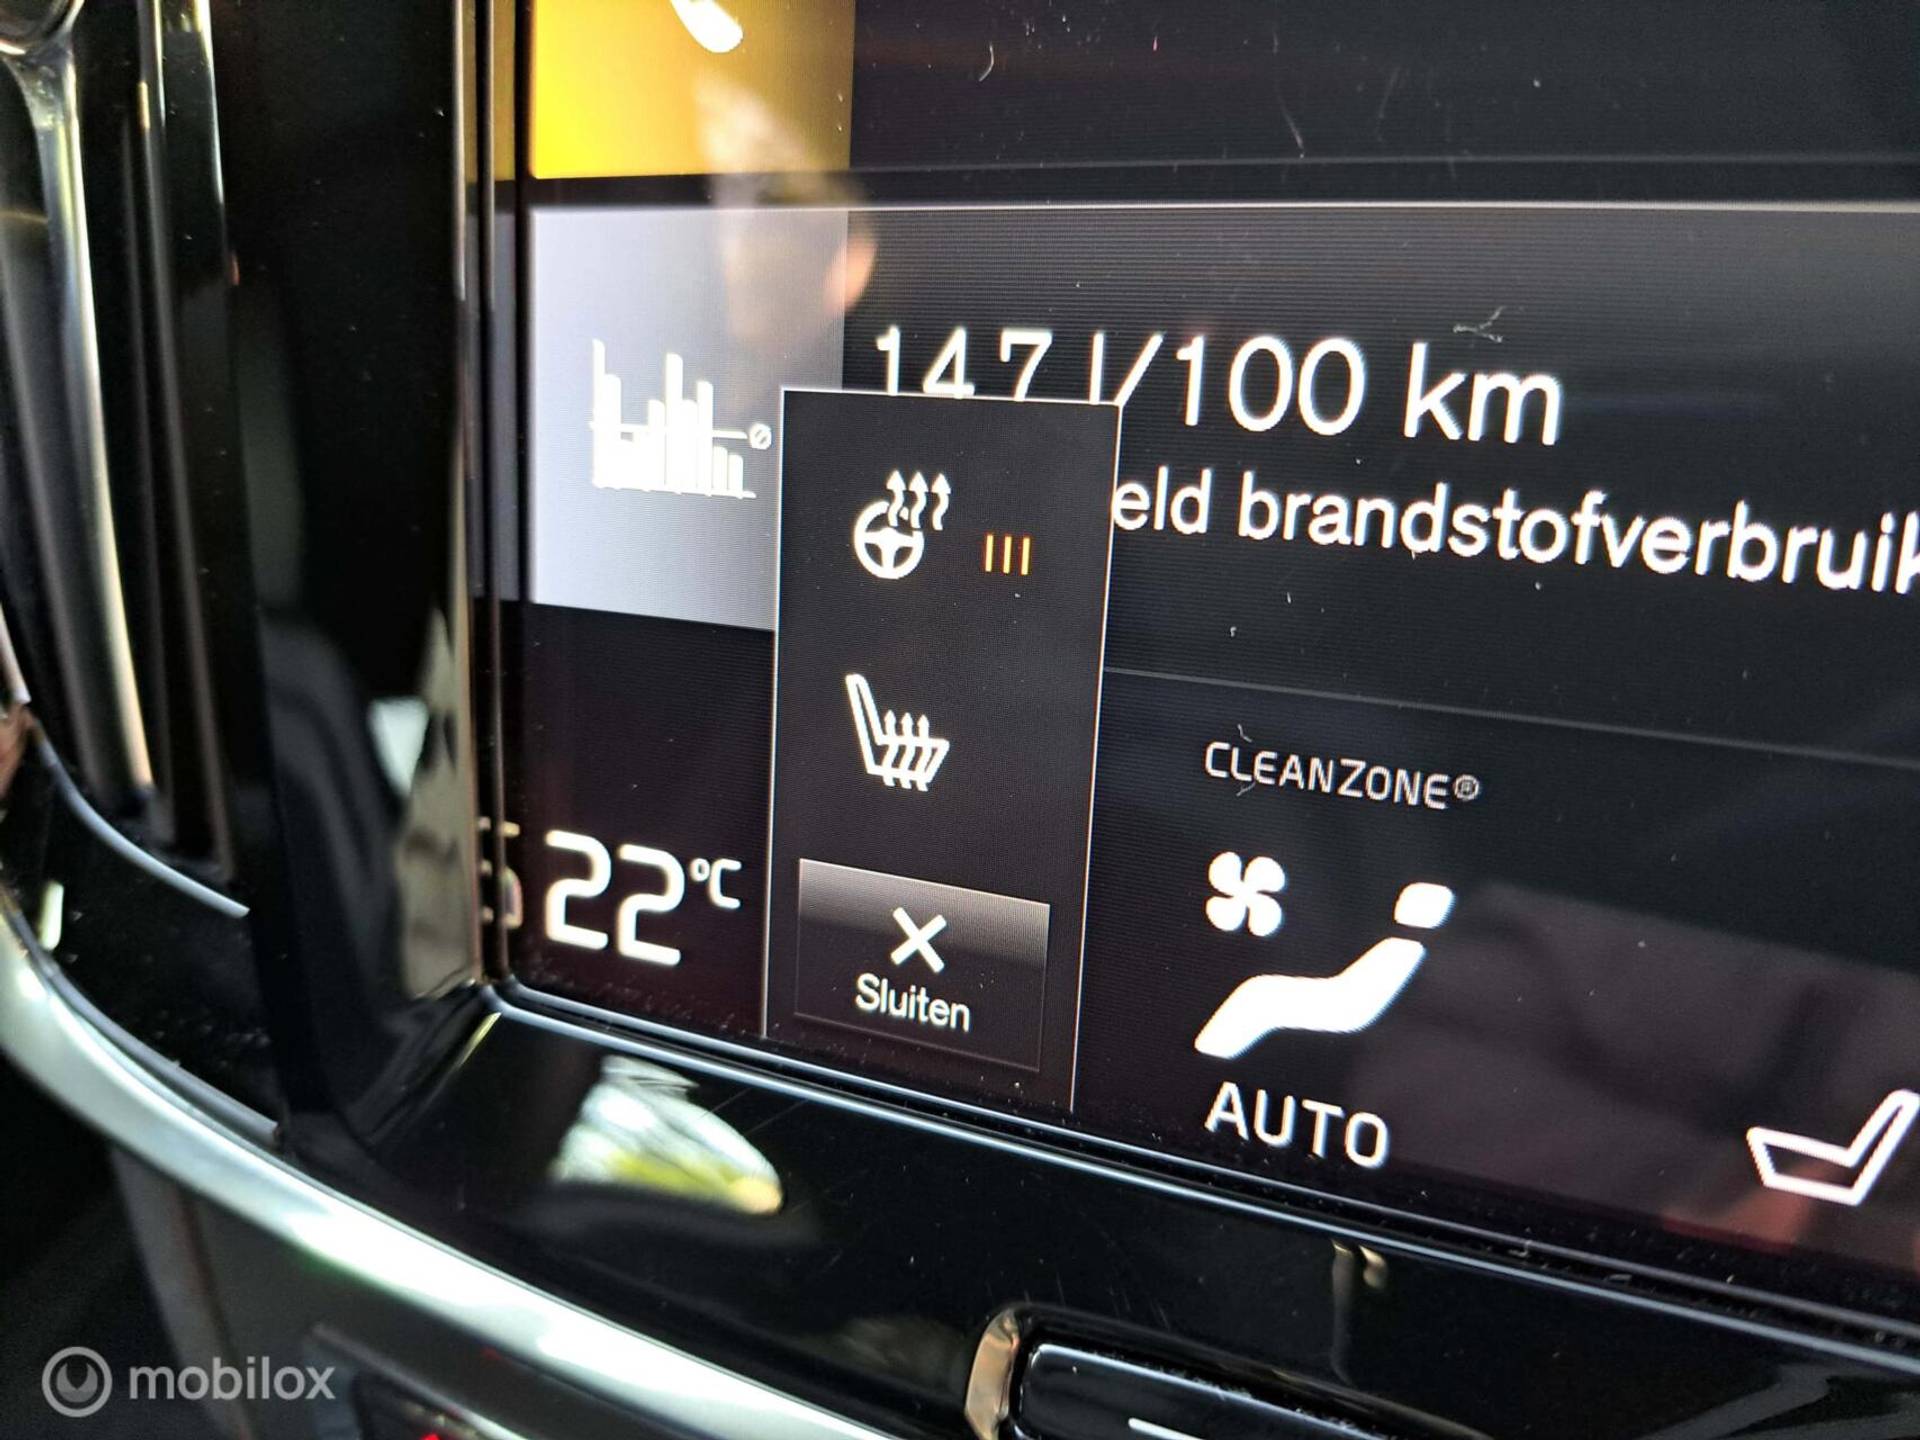 14.7 l/100 km
eld brandstofverbruik
CLEANZONE®
22°C
Sluiten
AUTO
mobilox